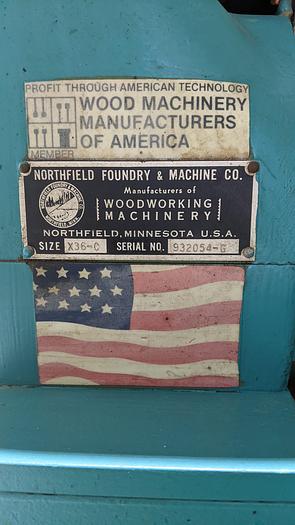 PROFIT THROUGH AMERICAN TECHNOLOGY
WOOD MACHINERY
MANUFACTURERS
OF AMERICA
MEMBER
NORTHFIELD FOUNDRY & MACHINE CO.
Manufacturers of
WOODWORKING
MACHINERY
NORTHFIELD, MINNESOTA U.S.A.
SIZE X36-O SERIAL NO. 932054-G